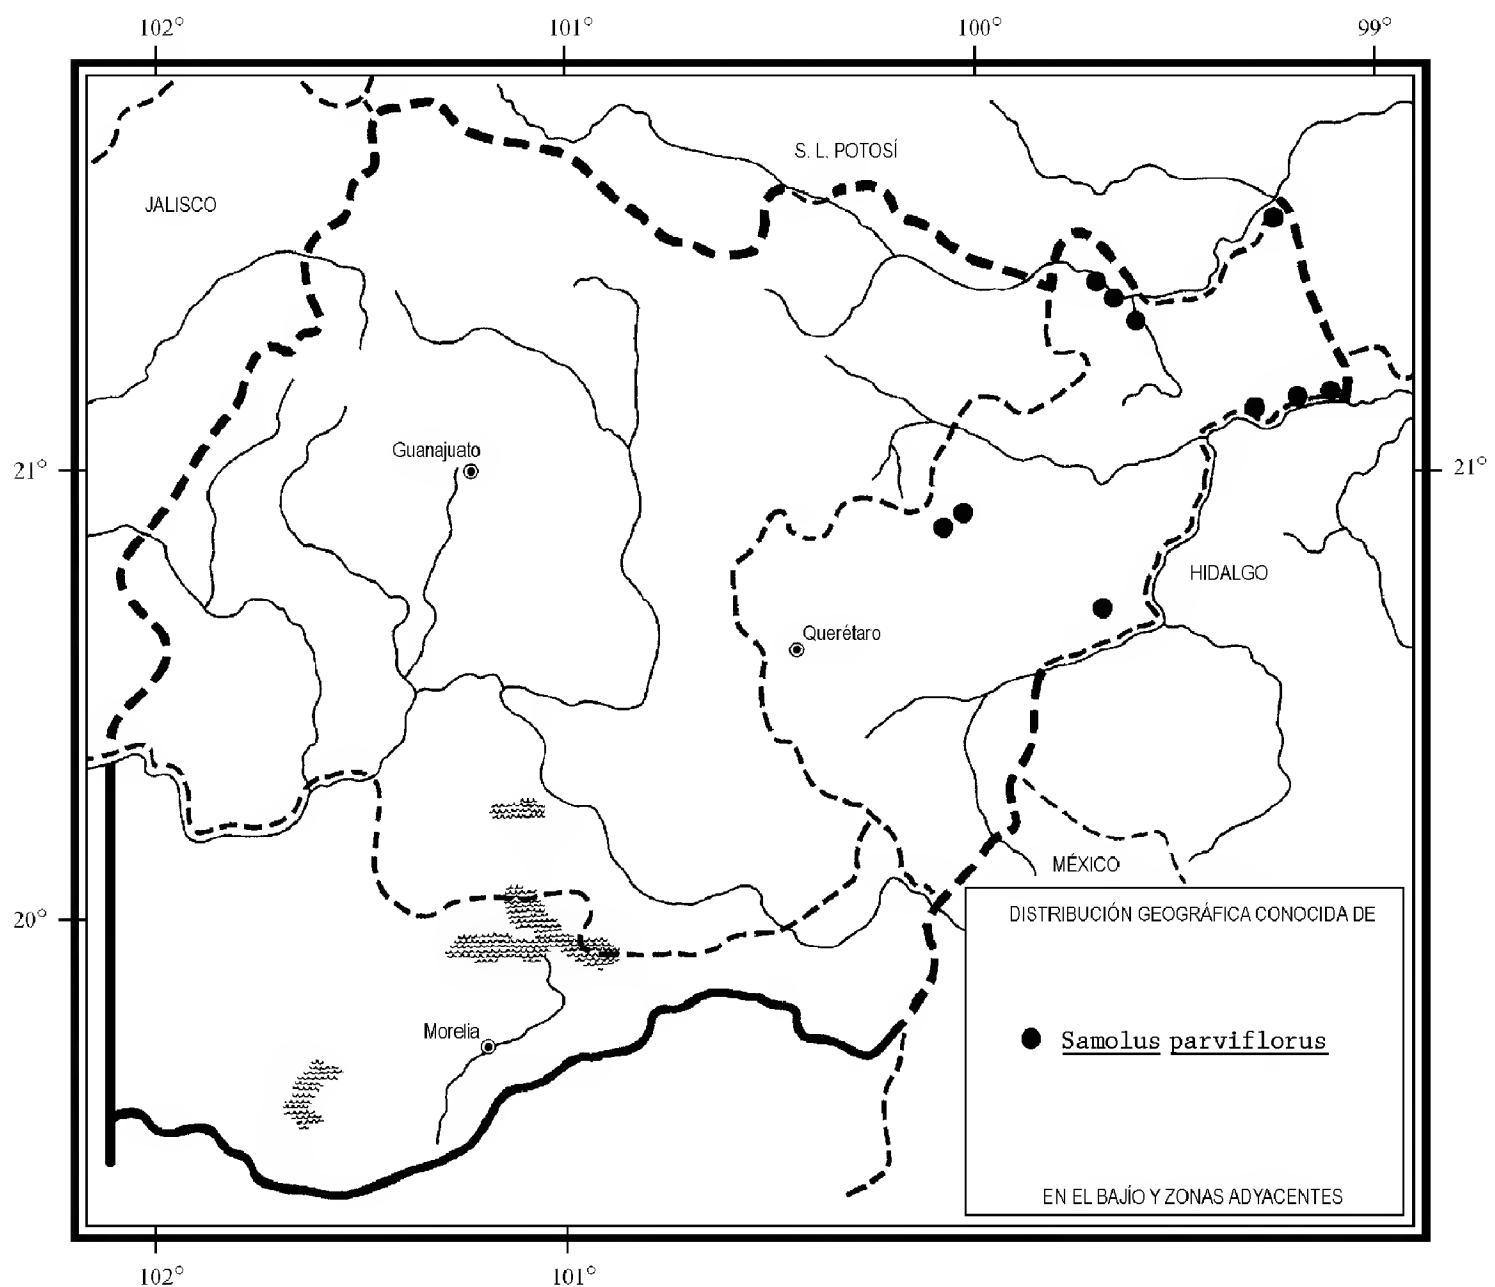 102° 101° 100° 99°
S. L. POTOSÍ
JALISCO
Guanajuato
21° 21°
HIDALGO
Querétaro
MÉXICO
20°
DISTRIBUCIÓN GEOGRÁFICA CONOCIDA DE
Morelia
Samolus parviflorus
EN EL BAJÍO Y ZONAS ADYACENTES
102° 101°